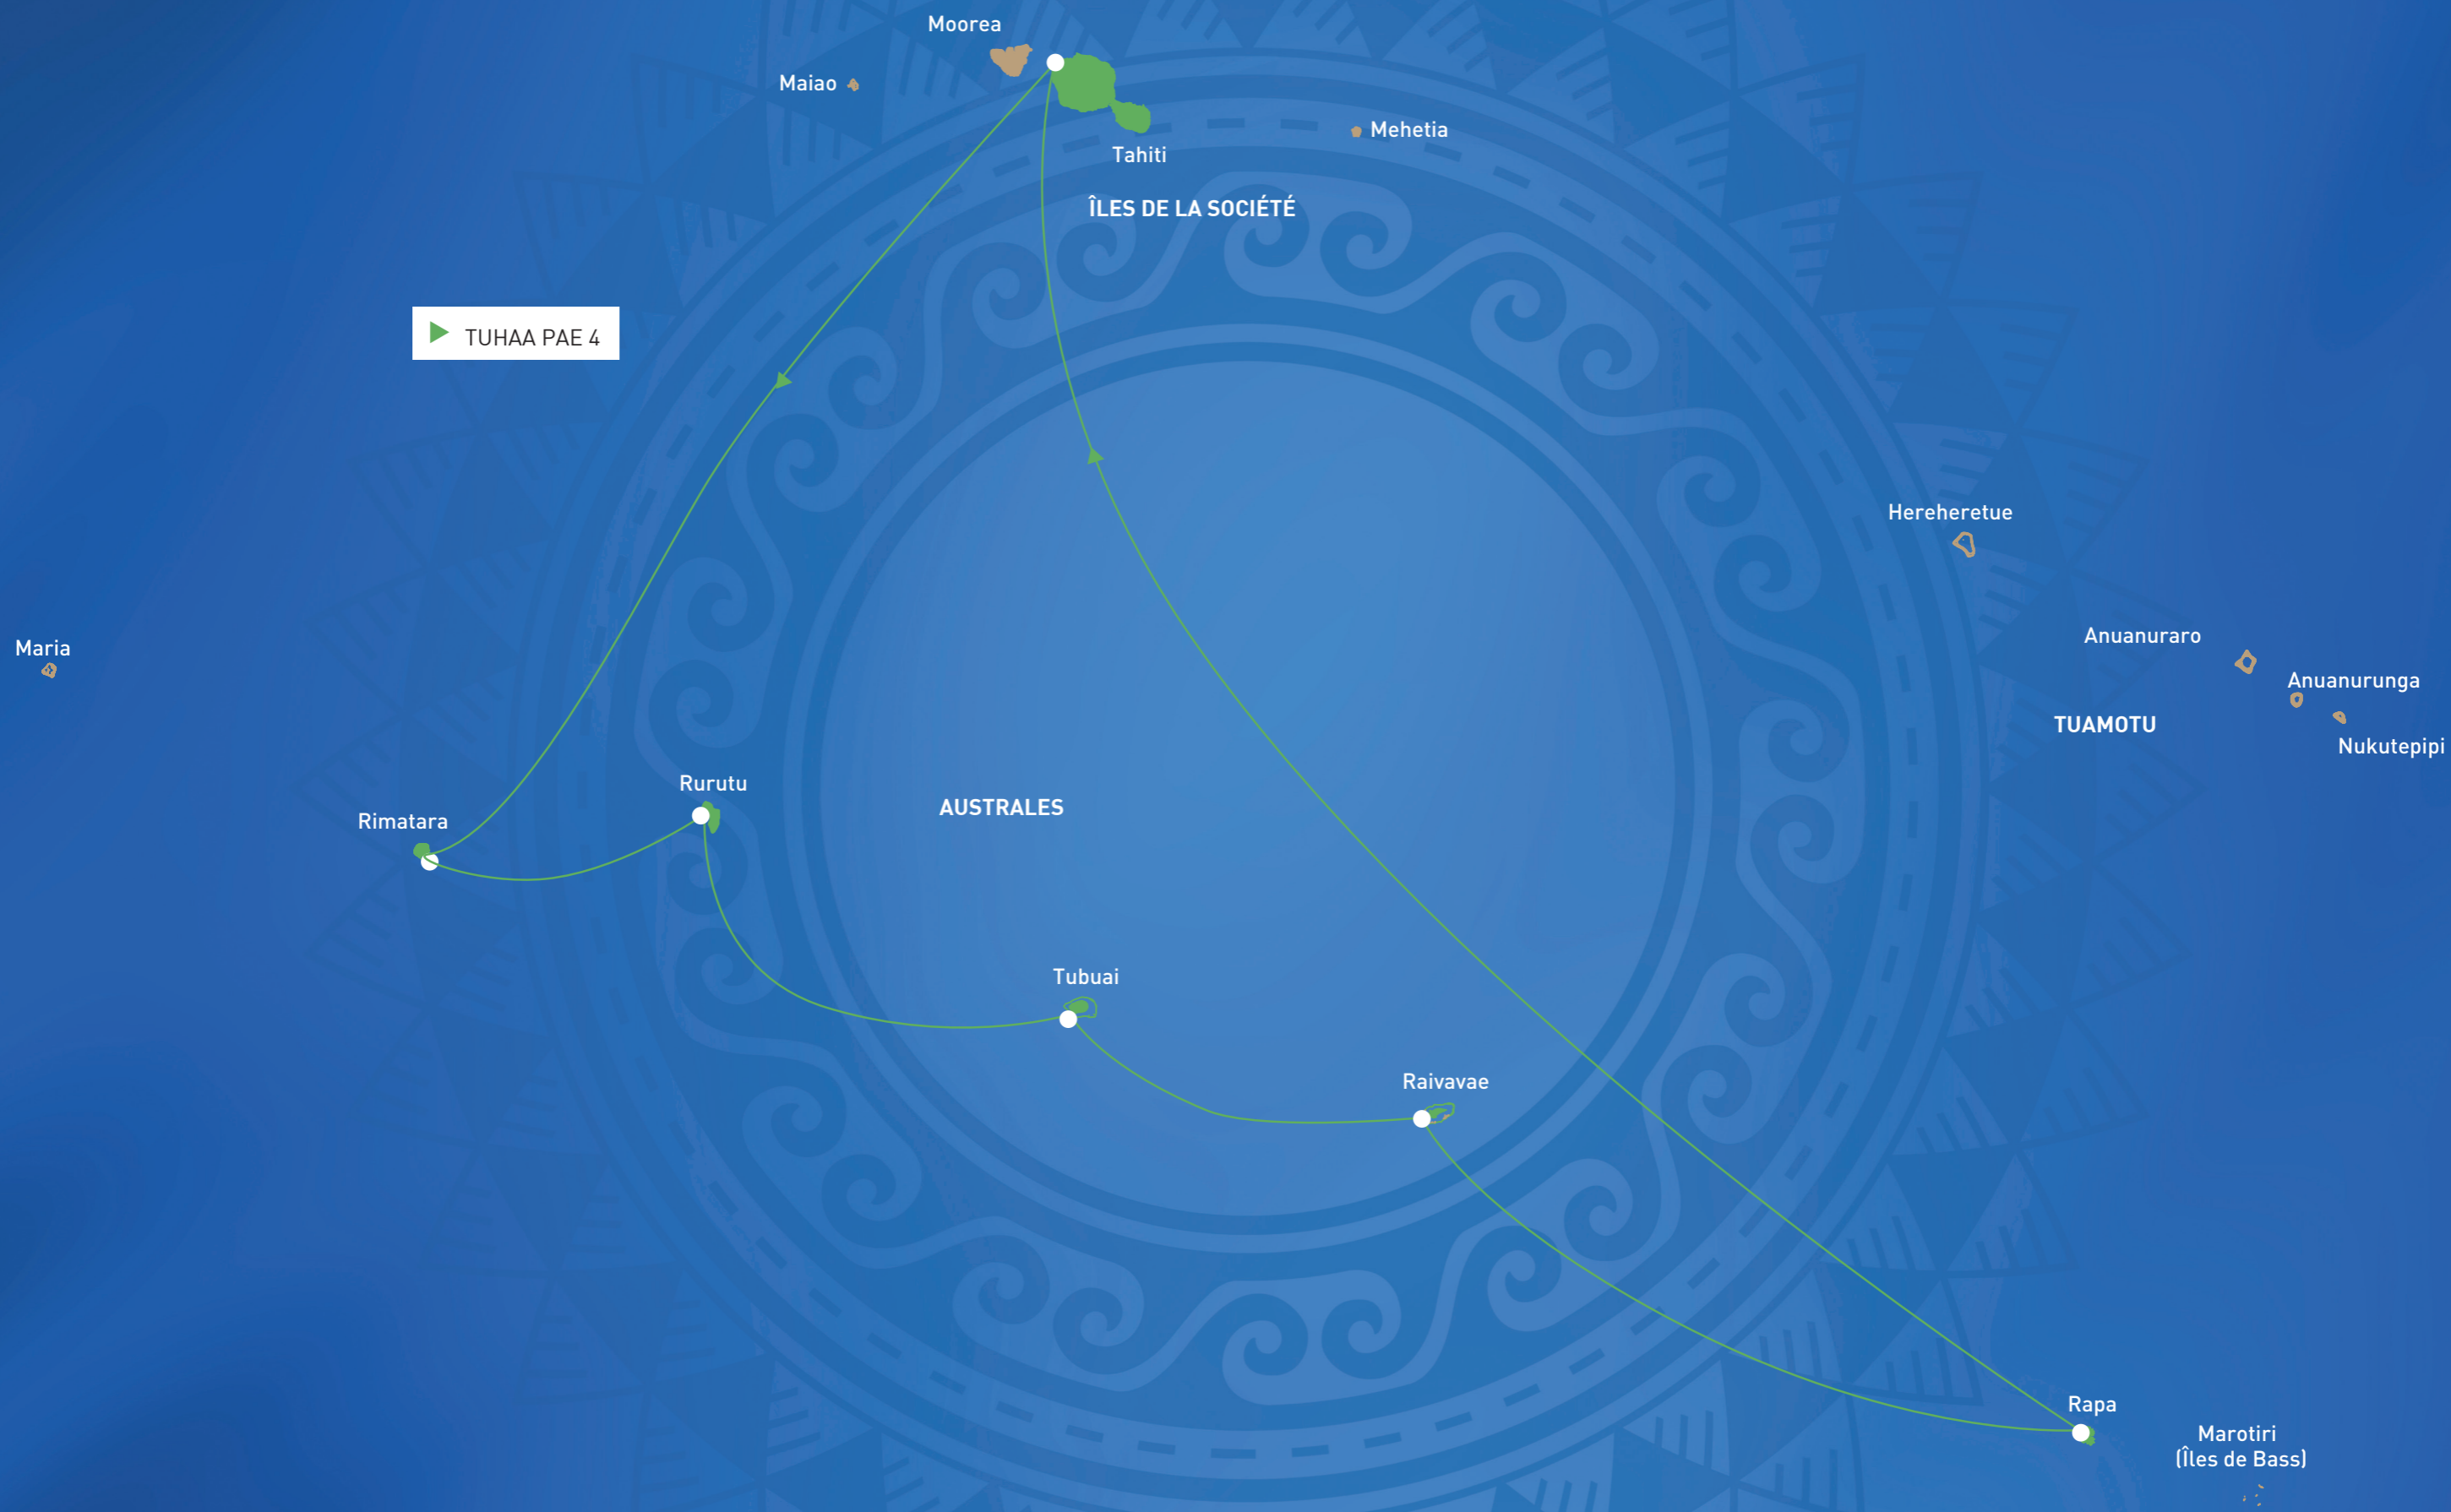 Moorea
Maiao
Mehetia
Tahiti
ÎLES DE LA SOCIÉTÉ
TUHAA PAE 4
Hereheretue
Anuanuraro
Maria
Anuanurunga
TUAMOTU
Nukutepipi
Rurutu
AUSTRALES
Rimatara
Tubuai
Raivavae
Rapa
Marotiri
(Îles de Bass)